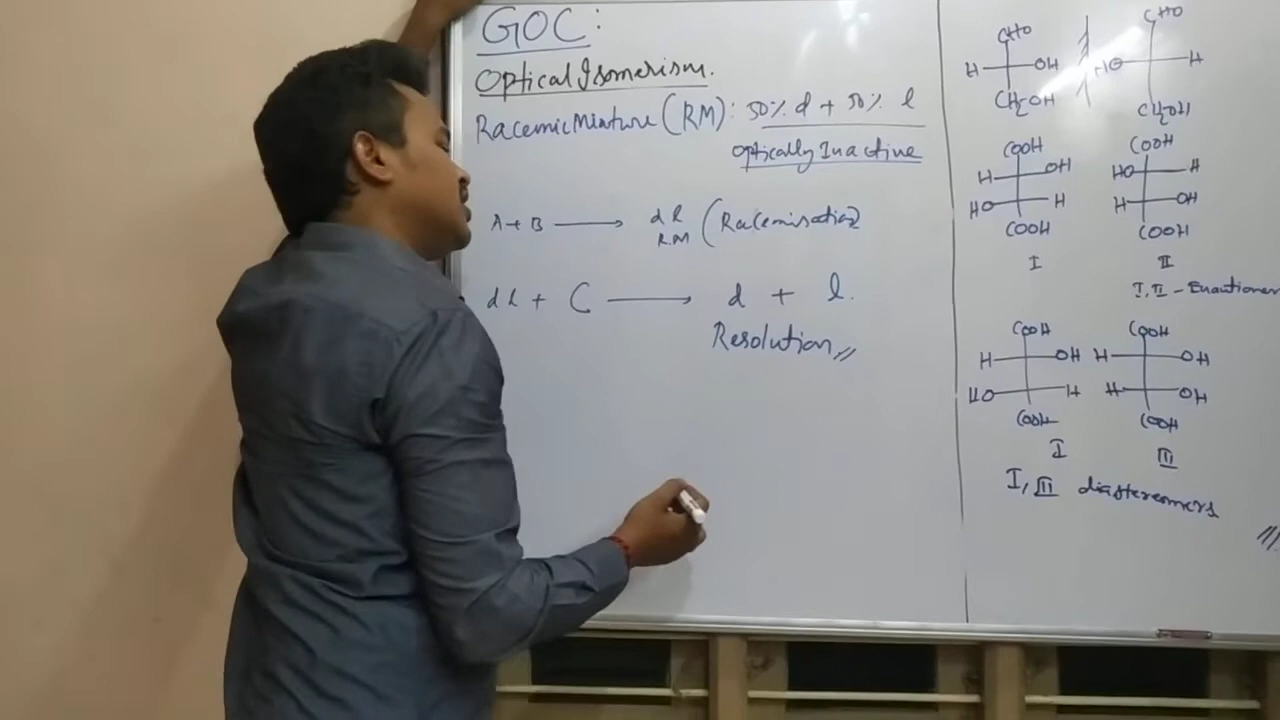 GOC:
Optical Isomerism.
Racemic Mixture (RM): 50% d + 50% l
Optically Inactive
A + B → dl (Racemisation)
RM
dl + C → d + l.
Resolution //
CHO CHO
H OH HO H
CH2OH CH2OH
COOH COOH
H OH HO H
HO H H OH
COOH COOH
I II
I, II - Enantiomer
COOH COOH
H OH H OH
HO H H OH
COOH COOH
I III
I, III diastereomers